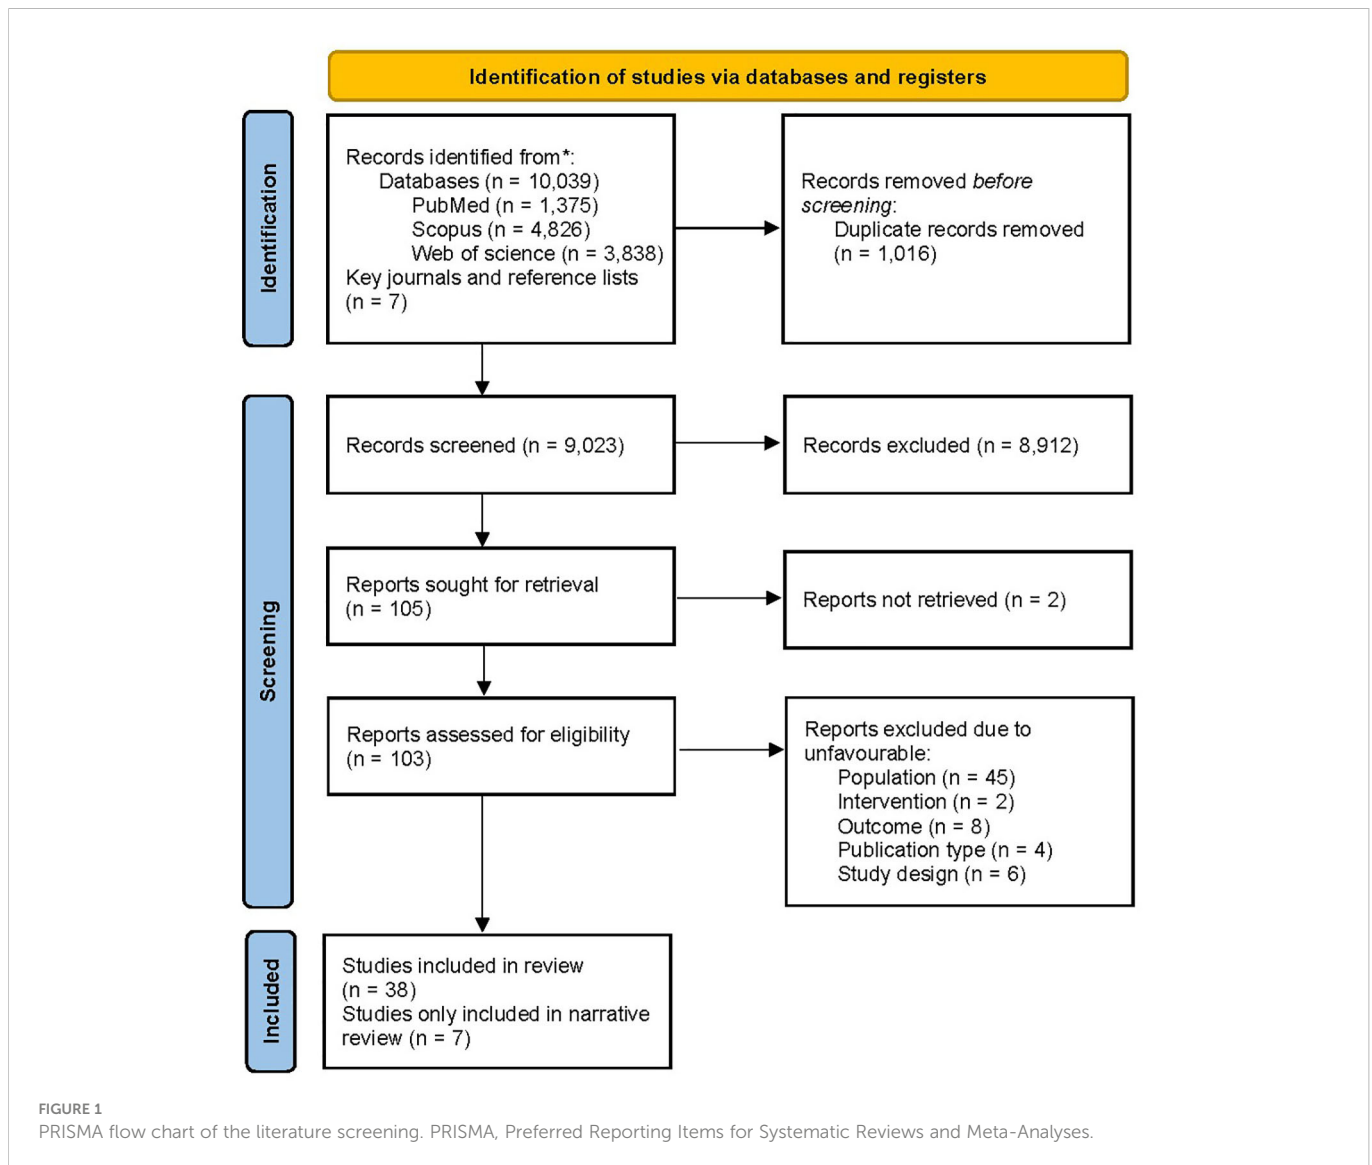 Identification of studies via databases and registers
Identification
Records identified from*:
Databases (n = 10,039)
PubMed (n = 1,375)
Scopus (n = 4,826)
Web of science (n = 3,838)
Key journals and reference lists
(n = 7)
Records removed before
screening:
Duplicate records removed
(n = 1,016)
Screening
Records screened (n = 9,023)
Records excluded (n = 8,912)
Reports sought for retrieval
(n = 105)
Reports not retrieved (n = 2)
Reports assessed for eligibility
(n = 103)
Reports excluded due to
unfavourable:
Population (n = 45)
Intervention (n = 2)
Outcome (n = 8)
Publication type (n = 4)
Study design (n = 6)
Included
Studies included in review
(n = 38)
Studies only included in narrative
review (n = 7)
FIGURE 1
PRISMA flow chart of the literature screening. PRISMA, Preferred Reporting Items for Systematic Reviews and Meta-Analyses.